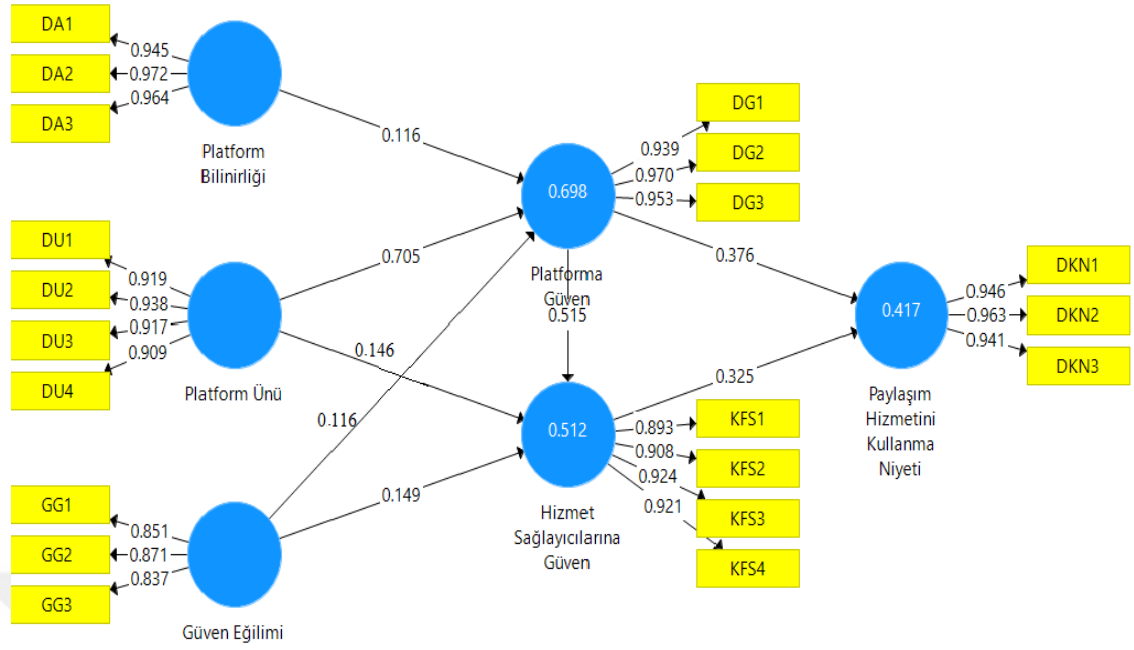 DA1
0.945
DA2
0.972
DA3
0.964
Platform
Bilinirliği
0.116
DU1
0.919
DU2
0.938
DU3
0.917
DU4
0.909
Platform Ünü
0.705
0.146
0.116
GG1
0.851
GG2
0.871
GG3
0.837
Güven Eğilimi
0.149
0.698
Platforma
Güven
0.515
DG1
0.939
DG2
0.970
DG3
0.953
0.376
0.512
Hizmet
Sağlayıcılarına
Güven
0.325
KFS1
0.893
KFS2
0.908
KFS3
0.924
KFS4
0.921
0.417
Paylaşım
Hizmetini
Kullanma
Niyeti
DKN1
0.946
DKN2
0.963
DKN3
0.941